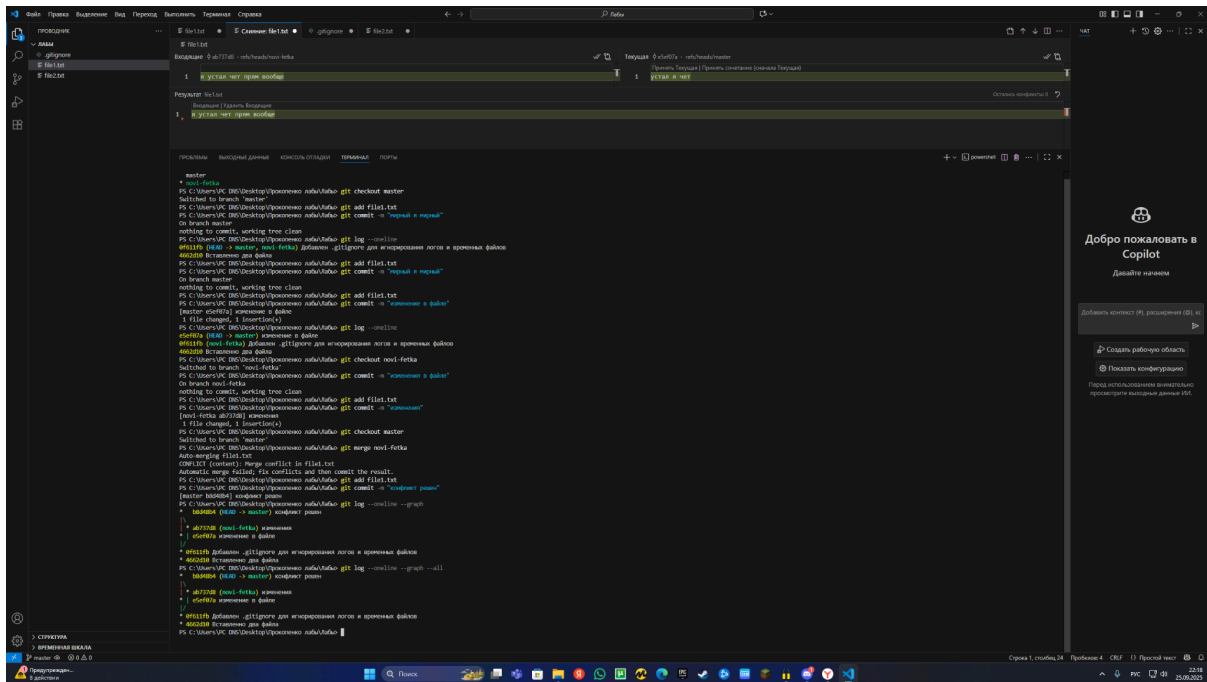 Файл Правка Выделение Вид Переход Выполнить Терминал Справка
Лабы
ПРОВОДНИК
ЛАБЫ
.gitignore
file1.txt
file2.txt
file1.txt Слияние: file1.txt .gitignore file2.txt
file1.txt
Входящие ab737d8 · refs/heads/novi-fetka
1 я устал чет прям вообще
Текущая e5ef07a · refs/heads/master
Принять Текущая | Принять сочетание (сначала Текущая)
1 устал я чет
Результат file1.txt
Осталось конфликтов: 0
Входящие | Удалить Входящие
1 я устал чет прям вообще
ПРОБЛЕМЫ ВЫХОДНЫЕ ДАННЫЕ КОНСОЛЬ ОТЛАДКИ ТЕРМИНАЛ ПОРТЫ
powershell
master
* novi-fetka
PS C:\Users\PC DNS\Desktop\Прокопенко лабы\Лабы> git checkout master
Switched to branch 'master'
PS C:\Users\PC DNS\Desktop\Прокопенко лабы\Лабы> git add file1.txt
PS C:\Users\PC DNS\Desktop\Прокопенко лабы\Лабы> git commit -m "мирный я мирный"
On branch master
nothing to commit, working tree clean
PS C:\Users\PC DNS\Desktop\Прокопенко лабы\Лабы> git log --oneline
0f611fb (HEAD -> master, novi-fetka) Добавлен .gitignore для игнорирования логов и временных файлов
4662d10 Вставленно два файла
PS C:\Users\PC DNS\Desktop\Прокопенко лабы\Лабы> git add file1.txt
PS C:\Users\PC DNS\Desktop\Прокопенко лабы\Лабы> git commit -m "мирный я мирный"
On branch master
nothing to commit, working tree clean
PS C:\Users\PC DNS\Desktop\Прокопенко лабы\Лабы> git add file1.txt
PS C:\Users\PC DNS\Desktop\Прокопенко лабы\Лабы> git commit -m "изменение в файле"
[master e5ef07a] изменение в файле
1 file changed, 1 insertion(+)
PS C:\Users\PC DNS\Desktop\Прокопенко лабы\Лабы> git log --oneline
e5ef07a (HEAD -> master) изменение в файле
0f611fb (novi-fetka) Добавлен .gitignore для игнорирования логов и временных файлов
4662d10 Вставленно два файла
PS C:\Users\PC DNS\Desktop\Прокопенко лабы\Лабы> git checkout novi-fetka
Switched to branch 'novi-fetka'
PS C:\Users\PC DNS\Desktop\Прокопенко лабы\Лабы> git commit -m "изменения в файле"
On branch novi-fetka
nothing to commit, working tree clean
PS C:\Users\PC DNS\Desktop\Прокопенко лабы\Лабы> git add file1.txt
PS C:\Users\PC DNS\Desktop\Прокопенко лабы\Лабы> git commit -m "изменения"
[novi-fetka ab737d8] изменения
1 file changed, 1 insertion(+)
PS C:\Users\PC DNS\Desktop\Прокопенко лабы\Лабы> git checkout master
Switched to branch 'master'
PS C:\Users\PC DNS\Desktop\Прокопенко лабы\Лабы> git merge novi-fetka
Auto-merging file1.txt
CONFLICT (content): Merge conflict in file1.txt
Automatic merge failed; fix conflicts and then commit the result.
PS C:\Users\PC DNS\Desktop\Прокопенко лабы\Лабы> git add file1.txt
PS C:\Users\PC DNS\Desktop\Прокопенко лабы\Лабы> git commit -m "конфликт решен"
[master b8d48b4] конфликт решен
PS C:\Users\PC DNS\Desktop\Прокопенко лабы\Лабы> git log --oneline --graph
* b8d48b4 (HEAD -> master) конфликт решен
|\
| * ab737d8 (novi-fetka) изменения
* | e5ef07a изменение в файле
|/
* 0f611fb Добавлен .gitignore для игнорирования логов и временных файлов
* 4662d10 Вставленно два файла
PS C:\Users\PC DNS\Desktop\Прокопенко лабы\Лабы> git log --oneline --graph --all
* b8d48b4 (HEAD -> master) конфликт решен
|\
| * ab737d8 (novi-fetka) изменения
* | e5ef07a изменение в файле
|/
* 0f611fb Добавлен .gitignore для игнорирования логов и временных файлов
* 4662d10 Вставленно два файла
PS C:\Users\PC DNS\Desktop\Прокопенко лабы\Лабы>
ЧАТ
Добро пожаловать в
Copilot
Давайте начнем
Добавить контекст (#), расширения (@), ко
Создать рабочую область
Показать конфигурацию
Перед использованием внимательно
просмотрите выходные данные ИИ.
СТРУКТУРА
ВРЕМЕННАЯ ШКАЛА
master 0 0
Строка 1, столбец 24 Пробелов: 4 CRLF Простой текст
Предупрежден...
В действии
Поиск
РУС
22:18
25.09.2025